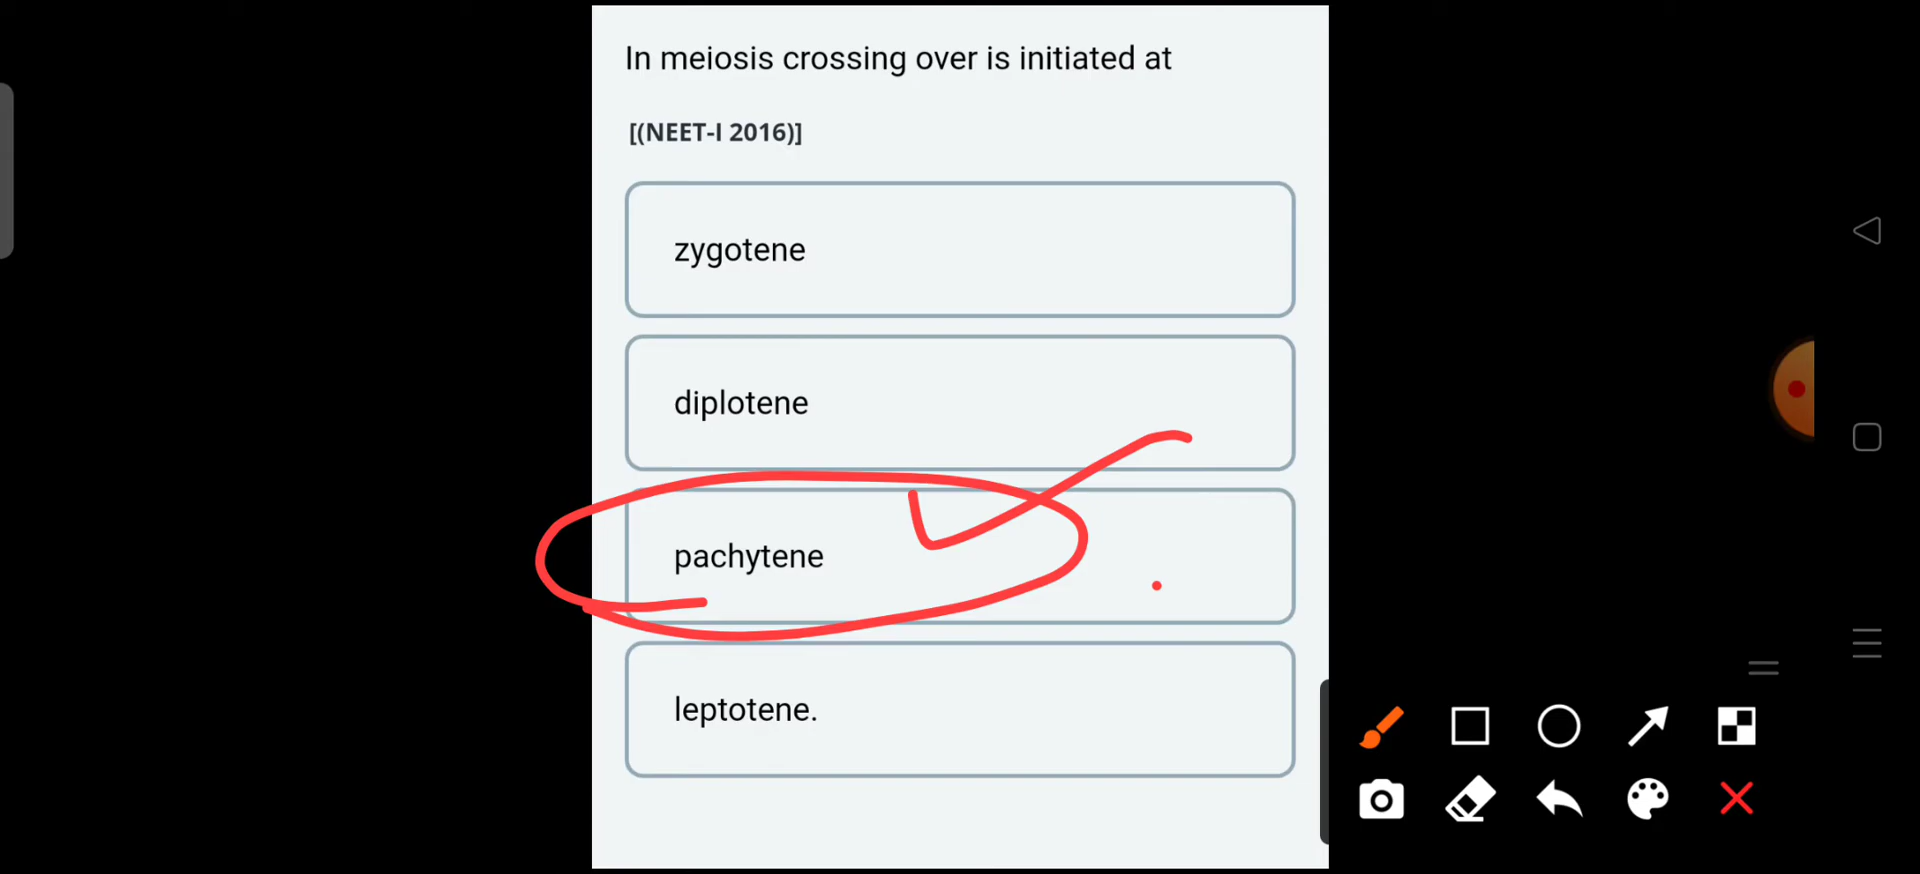 In meiosis crossing over is initiated at
[(NEET-I 2016)]
zygotene
diplotene
pachytene
leptotene.